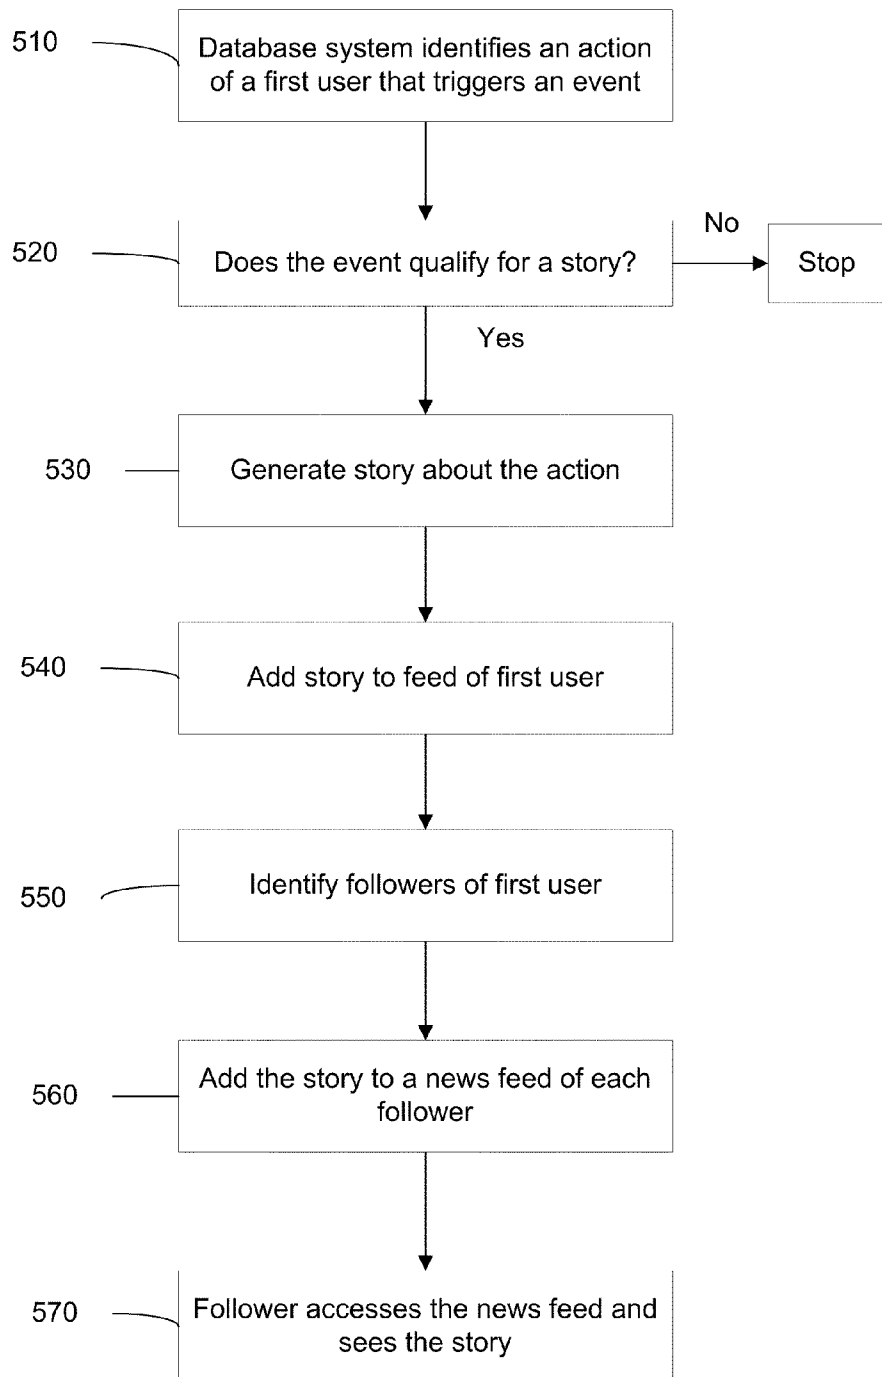 510
Database system identifies an action
of a first user that triggers an event
520
Does the event qualify for a story?
No
Stop
Yes
530
Generate story about the action
540
Add story to feed of first user
550
Identify followers of first user
560
Add the story to a news feed of each
follower
570
Follower accesses the news feed and
sees the story